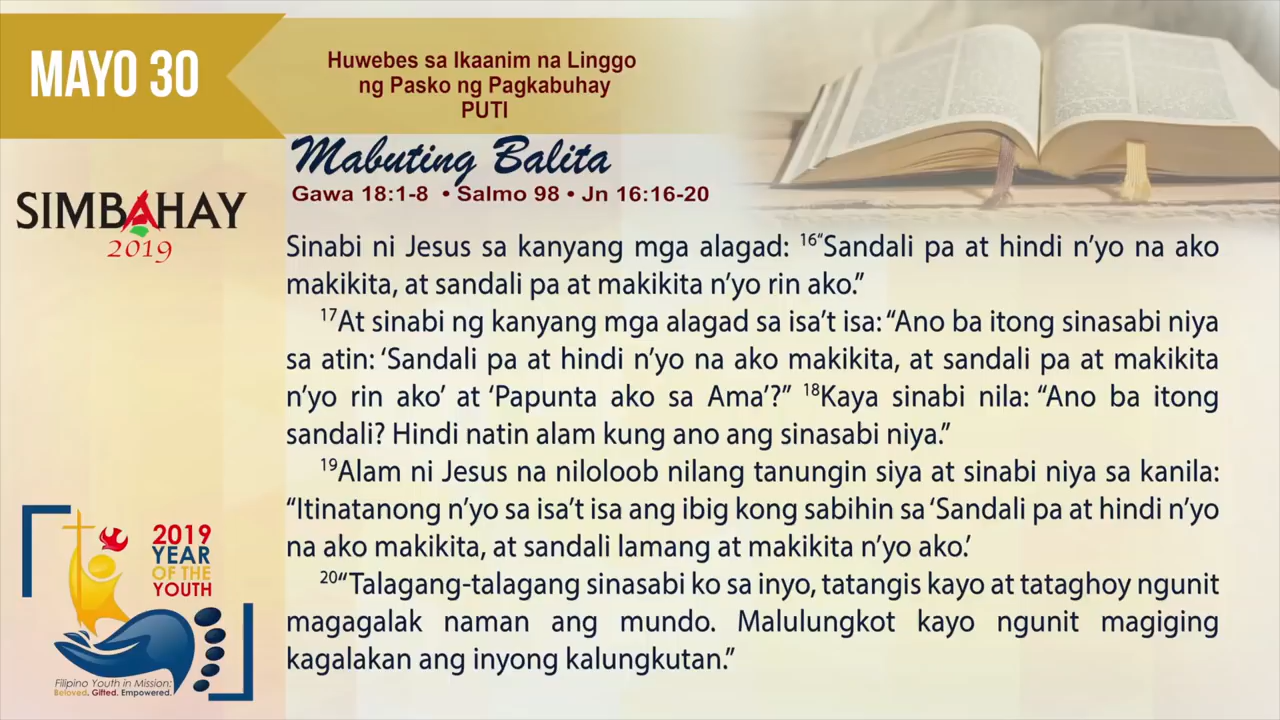 MAYO 30
Huwebes sa Ikaanim na Linggo
ng Pasko ng Pagkabuhay
PUTI
Mabuting Balita
Gawa 18:1-8 • Salmo 98 • Jn 16:16-20
SIMBAHAY
2019
Sinabi ni Jesus sa kanyang mga alagad: 16“Sandali pa at hindi n’yo na ako
makikita, at sandali pa at makikita n’yo rin ako.”
17At sinabi ng kanyang mga alagad sa isa’t isa: “Ano ba itong sinasabi niya
sa atin: ‘Sandali pa at hindi n’yo na ako makikita, at sandali pa at makikita
n’yo rin ako’ at ‘Papunta ako sa Ama’?” 18Kaya sinabi nila: “Ano ba itong
sandali? Hindi natin alam kung ano ang sinasabi niya.”
19Alam ni Jesus na niloloob nilang tanungin siya at sinabi niya sa kanila:
“Itinatanong n’yo sa isa’t isa ang ibig kong sabihin sa ‘Sandali pa at hindi n’yo
na ako makikita, at sandali lamang at makikita n’yo ako.’
20“Talagang-talagang sinasabi ko sa inyo, tatangis kayo at tataghoy ngunit
magagalak naman ang mundo. Malulungkot kayo ngunit magiging
kagalakan ang inyong kalungkutan.”
2019
YEAR
OF THE
YOUTH
Filipino Youth in Mission:
Beloved. Gifted. Empowered.